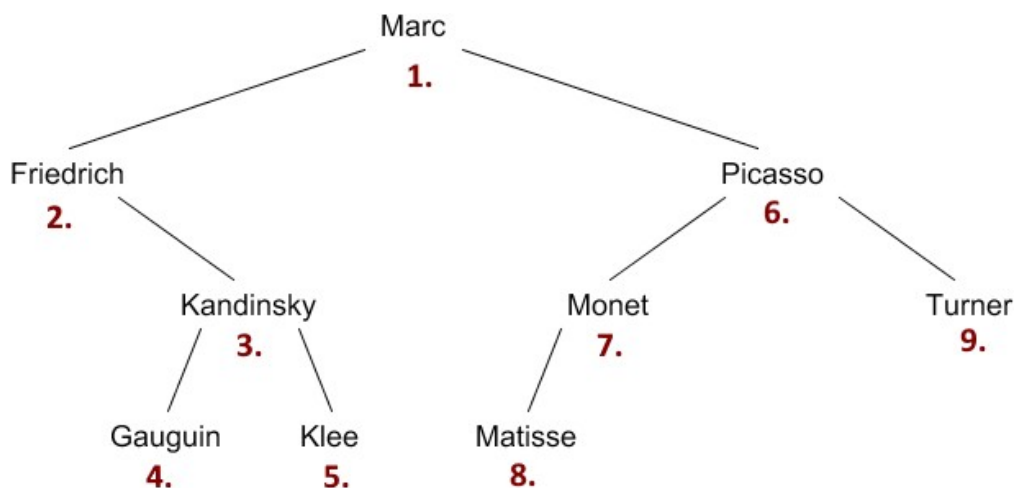 Marc
1.
Friedrich
Picasso
2.
6.
Kandinsky
Monet
Turner
3.
7.
9.
Gauguin
Klee
Matisse
4.
5.
8.